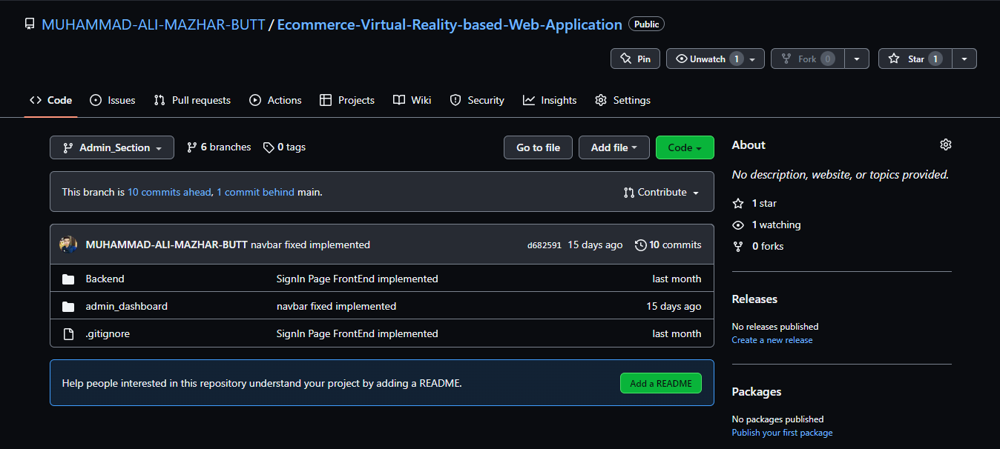 MUHAMMAD-ALI-MAZHAR-BUTT / Ecommerce-Virtual-Reality-based-Web-Application Public
Pin Unwatch 1 Fork 0 Star 1
Code Issues Pull requests Actions Projects Wiki Security Insights Settings
Admin_Section 6 branches 0 tags Go to file Add file Code
This branch is 10 commits ahead, 1 commit behind main. Contribute
MUHAMMAD-ALI-MAZHAR-BUTT navbar fixed implemented d682591 15 days ago 10 commits
Backend SignIn Page FrontEnd implemented last month
admin_dashboard navbar fixed implemented 15 days ago
.gitignore SignIn Page FrontEnd implemented last month
Help people interested in this repository understand your project by adding a README. Add a README
About
No description, website, or topics provided.
1 star
1 watching
0 forks
Releases
No releases published
Create a new release
Packages
No packages published
Publish your first package